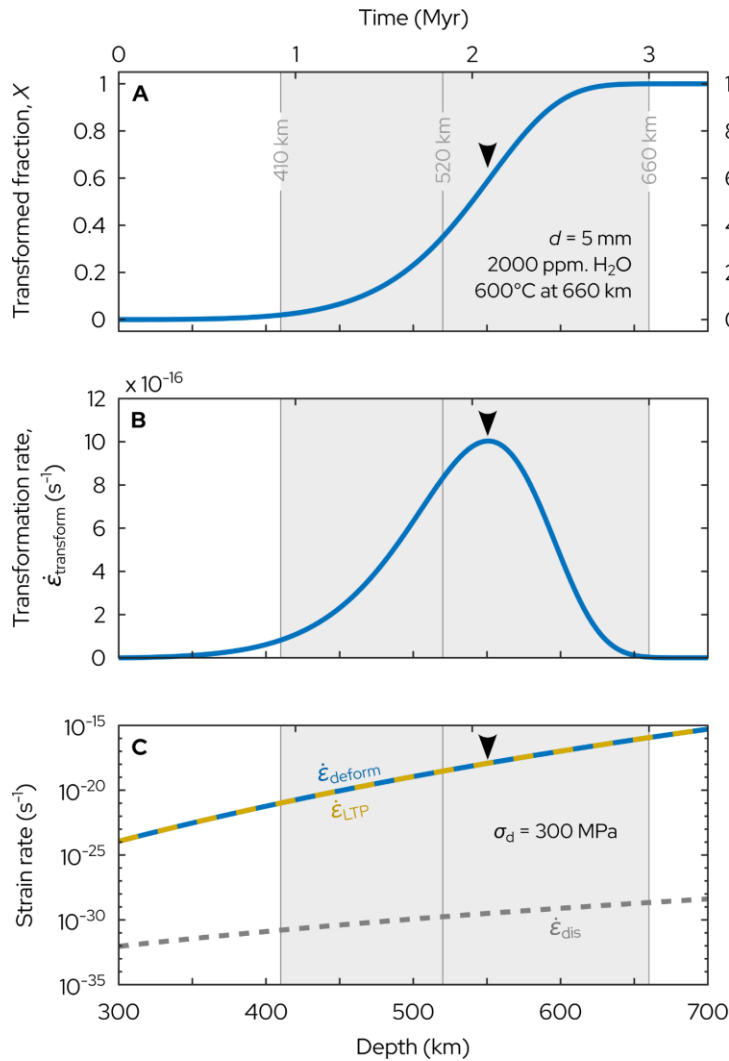 Time (Myr)
0 1 2 3
Transformed fraction, X
A
1
0.8
0.6
0.4
0.2
0
410 km
520 km
660 km
d = 5 mm
2000 ppm. H₂O
600°C at 660 km
x 10⁻¹⁶
Transformation rate,
ε̇transform (s⁻¹)
B
12
10
8
6
4
2
0
Strain rate (s⁻¹)
C
10⁻¹⁵
10⁻²⁰
10⁻²⁵
10⁻³⁰
10⁻³⁵
ε̇deform
ε̇LTP
σd = 300 MPa
ε̇dis
300 400 500 600 700
Depth (km)